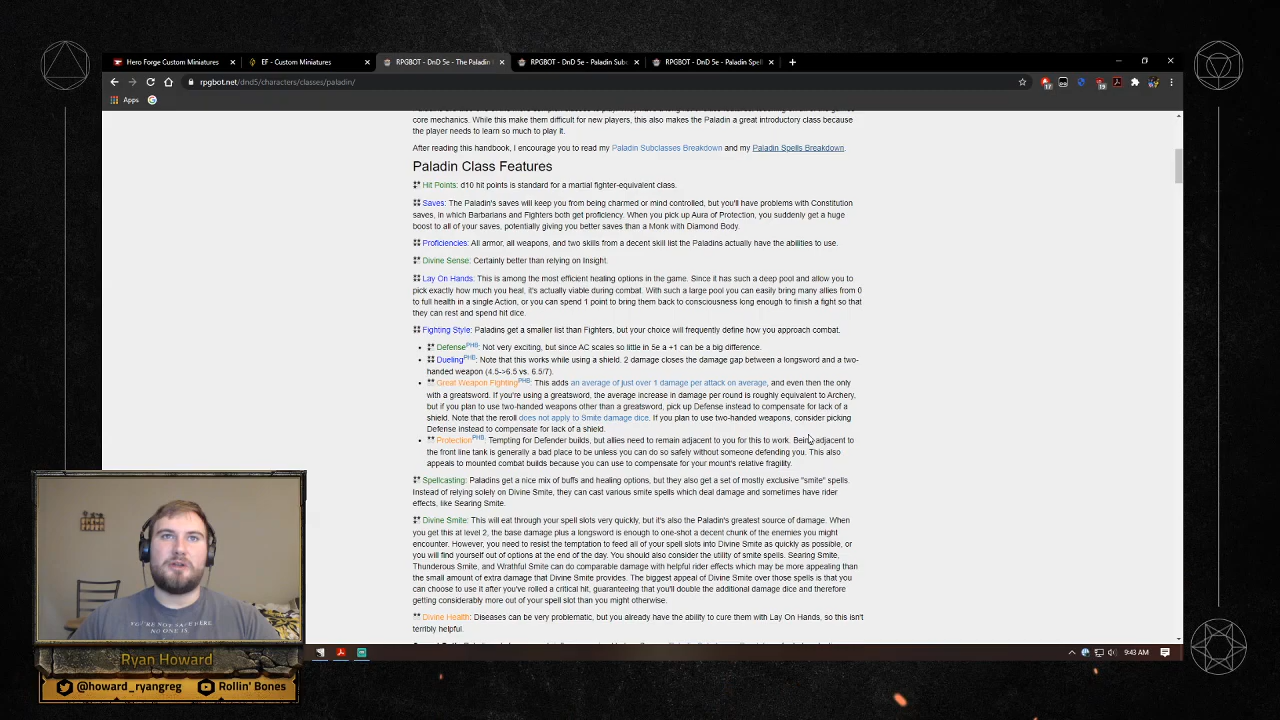 Hero Forge Custom Miniatures
EF - Custom Miniatures
RPGBOT - DnD 5e - The Paladin
RPGBOT - DnD 5e - Paladin Sub
RPGBOT - DnD 5e - Paladin Spell
rpgbot.net/dnd5/characters/classes/paladin/
Apps
core mechanics. While this make them difficult for new players, this also makes the Paladin a great introductory class because
the player needs to learn so much to play it.
After reading this handbook, I encourage you to read my Paladin Subclasses Breakdown and my Paladin Spells Breakdown.
Paladin Class Features
Hit Points: d10 hit points is standard for a martial fighter-equivalent class.
Saves: The Paladin's saves will keep you from being charmed or mind controlled, but you'll have problems with Constitution
saves, in which Barbarians and Fighters both get proficiency. When you pick up Aura of Protection, you suddenly get a huge
boost to all of your saves, potentially giving you better saves than a Monk with Diamond Body.
Proficiencies: All armor, all weapons, and two skills from a decent skill list the Paladins actually have the abilities to use.
Divine Sense: Certainly better than relying on Insight.
Lay On Hands: This is among the most efficient healing options in the game. Since it has such a deep pool and allow you to
pick exactly how much you heal, it's actually viable during combat. With such a large pool you can easily bring many allies from 0
to full health in a single Action, or you can spend 1 point to bring them back to consciousness long enough to finish a fight so that
they can rest and spend hit dice.
Fighting Style: Paladins get a smaller list than Fighters, but your choice will frequently define how you approach combat.
Defense PHB: Not very exciting, but since AC scales so little in 5e a +1 can be a big difference.
Dueling PHB: Note that this works while using a shield. 2 damage closes the damage gap between a longsword and a two-
handed weapon (4.5->6.5 vs. 6.5/7).
Great Weapon Fighting PHB: This adds an average of just over 1 damage per attack on average, and even then the only
with a greatsword. If you're using a greatsword, the average increase in damage per round is roughly equivalent to Archery,
but if you plan to use two-handed weapons other than a greatsword, pick up Defense instead to compensate for lack of a
shield. Note that the reroll does not apply to Smite damage dice. If you plan to use two-handed weapons, consider picking
Defense instead to compensate for lack of a shield.
Protection PHB: Tempting for Defender builds, but allies need to remain adjacent to you for this to work. Being adjacent to
the front line tank is generally a bad place to be unless you can do so safely without someone defending you. This also
appeals to mounted combat builds because you can use to compensate for your mount's relative fragility.
Spellcasting: Paladins get a nice mix of buffs and healing options, but they also get a set of mostly exclusive "smite" spells.
Instead of relying solely on Divine Smite, they can cast various smite spells which deal damage and sometimes have rider
effects, like Searing Smite.
Divine Smite: This will eat through your spell slots very quickly, but it's also the Paladin's greatest source of damage. When
you get this at level 2, the base damage plus a longsword is enough to one-shot a decent chunk of the enemies you might
encounter. However, you need to resist the temptation to feed all of your spell slots into Divine Smite as quickly as possible, or
you will find yourself out of options at the end of the day. You should also consider the utility of smite spells. Searing Smite,
Thunderous Smite, and Wrathful Smite can do comparable damage with helpful rider effects which may be more appealing than
the small amount of extra damage that Divine Smite provides. The biggest appeal of Divine Smite over those spells is that you
can choose to use it after you've rolled a critical hit, guaranteeing that you'll double the additional damage dice and therefore
getting considerably more out of your spell slot than you might otherwise.
Divine Health: Diseases can be very problematic, but you already have the ability to cure them with Lay On Hands, so this isn't
terribly helpful.
9:43 AM
YOU'RE NOT SAFE HERE
NO ONE IS
Ryan Howard
@howard_ryangreg
Rollin' Bones